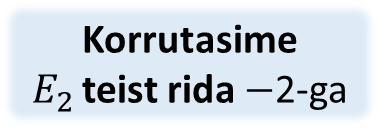 Korrutasime
𝐸₂ teist rida −2-ga